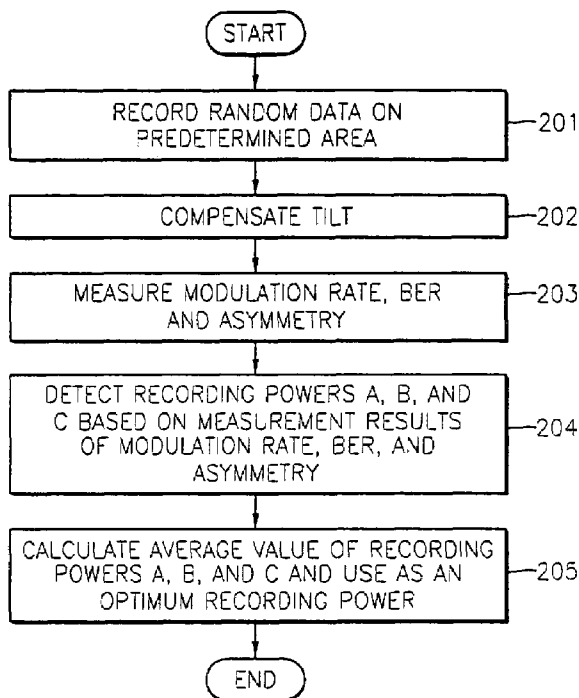 START
RECORD RANDOM DATA ON
PREDETERMINED AREA
201
COMPENSATE TILT
202
MEASURE MODULATION RATE, BER
AND ASYMMETRY
203
DETECT RECORDING POWERS A, B, AND
C BASED ON MEASUREMENT RESULTS
OF MODULATION RATE, BER, AND
ASYMMETRY
204
CALCULATE AVERAGE VALUE OF RECORDING
POWERS A, B, AND C AND USE AS AN
OPTIMUM RECORDING POWER
205
END